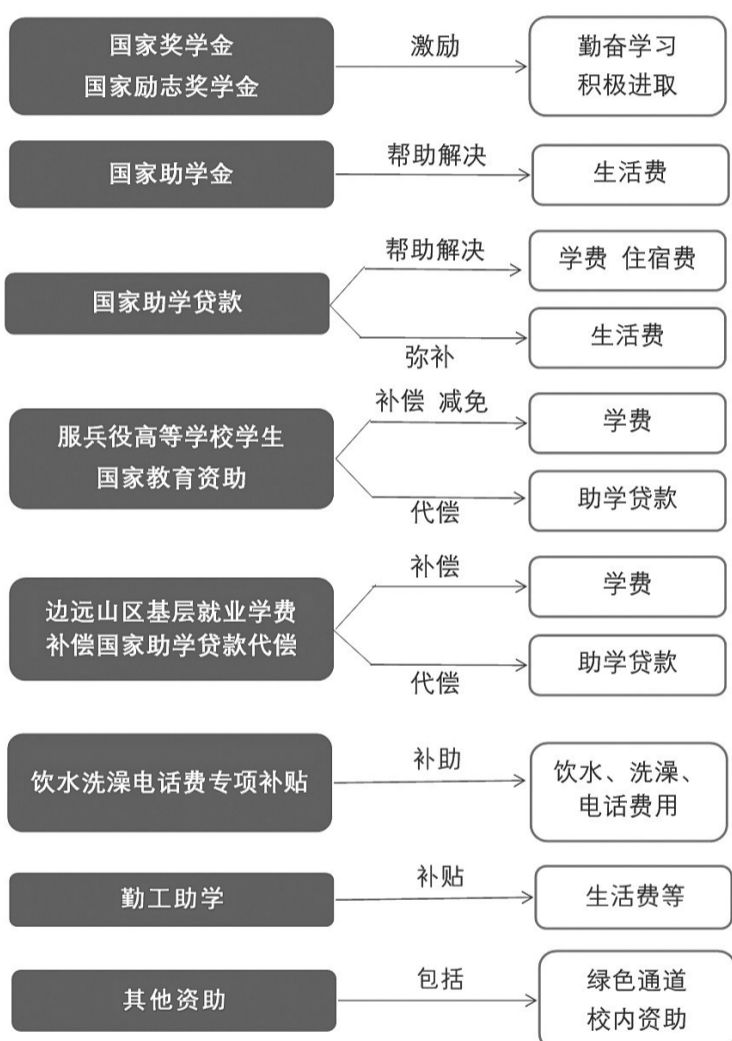 国家奖学金
国家励志奖学金
激励
勤奋学习
积极进取
国家助学金
帮助解决
生活费
国家助学贷款
帮助解决
学费 住宿费
弥补
生活费
服兵役高等学校学生
国家教育资助
补偿 减免
学费
代偿
助学贷款
边远山区基层就业学费
补偿国家助学贷款代偿
补偿
学费
代偿
助学贷款
饮水洗澡电话费专项补贴
补助
饮水、洗澡、
电话费用
勤工助学
补贴
生活费等
其他资助
包括
绿色通道
校内资助